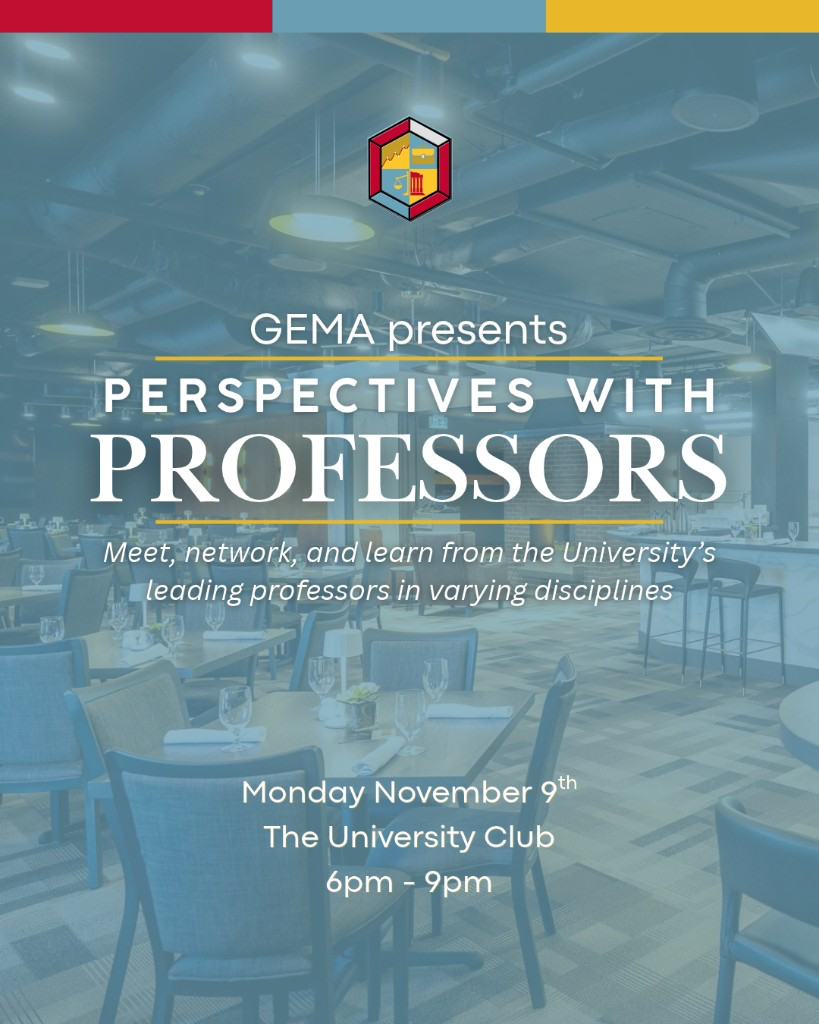 GEMA presents
PERSPECTIVES WITH
PROFESSORS
Meet, network, and learn from the University’s
leading professors in varying disciplines
Monday November 9th
The University Club
6pm - 9pm